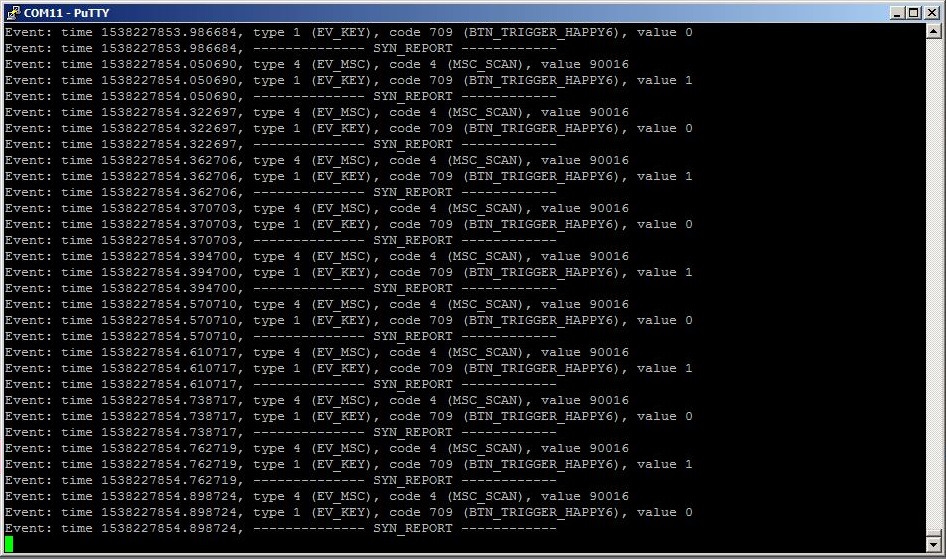 COM11 - PuTTY
Event: time 1538227853.986684, type 1 (EV_KEY), code 709 (BTN_TRIGGER_HAPPY6), value 0
Event: time 1538227853.986684, -------------- SYN_REPORT ------------
Event: time 1538227854.050690, type 4 (EV_MSC), code 4 (MSC_SCAN), value 90016
Event: time 1538227854.050690, type 1 (EV_KEY), code 709 (BTN_TRIGGER_HAPPY6), value 1
Event: time 1538227854.050690, -------------- SYN_REPORT ------------
Event: time 1538227854.322697, type 4 (EV_MSC), code 4 (MSC_SCAN), value 90016
Event: time 1538227854.322697, type 1 (EV_KEY), code 709 (BTN_TRIGGER_HAPPY6), value 0
Event: time 1538227854.322697, -------------- SYN_REPORT ------------
Event: time 1538227854.362706, type 4 (EV_MSC), code 4 (MSC_SCAN), value 90016
Event: time 1538227854.362706, type 1 (EV_KEY), code 709 (BTN_TRIGGER_HAPPY6), value 1
Event: time 1538227854.362706, -------------- SYN_REPORT ------------
Event: time 1538227854.370703, type 4 (EV_MSC), code 4 (MSC_SCAN), value 90016
Event: time 1538227854.370703, type 1 (EV_KEY), code 709 (BTN_TRIGGER_HAPPY6), value 0
Event: time 1538227854.370703, -------------- SYN_REPORT ------------
Event: time 1538227854.394700, type 4 (EV_MSC), code 4 (MSC_SCAN), value 90016
Event: time 1538227854.394700, type 1 (EV_KEY), code 709 (BTN_TRIGGER_HAPPY6), value 1
Event: time 1538227854.394700, -------------- SYN_REPORT ------------
Event: time 1538227854.570710, type 4 (EV_MSC), code 4 (MSC_SCAN), value 90016
Event: time 1538227854.570710, type 1 (EV_KEY), code 709 (BTN_TRIGGER_HAPPY6), value 0
Event: time 1538227854.570710, -------------- SYN_REPORT ------------
Event: time 1538227854.610717, type 4 (EV_MSC), code 4 (MSC_SCAN), value 90016
Event: time 1538227854.610717, type 1 (EV_KEY), code 709 (BTN_TRIGGER_HAPPY6), value 1
Event: time 1538227854.610717, -------------- SYN_REPORT ------------
Event: time 1538227854.738717, type 4 (EV_MSC), code 4 (MSC_SCAN), value 90016
Event: time 1538227854.738717, type 1 (EV_KEY), code 709 (BTN_TRIGGER_HAPPY6), value 0
Event: time 1538227854.738717, -------------- SYN_REPORT ------------
Event: time 1538227854.762719, type 4 (EV_MSC), code 4 (MSC_SCAN), value 90016
Event: time 1538227854.762719, type 1 (EV_KEY), code 709 (BTN_TRIGGER_HAPPY6), value 1
Event: time 1538227854.762719, -------------- SYN_REPORT ------------
Event: time 1538227854.898724, type 4 (EV_MSC), code 4 (MSC_SCAN), value 90016
Event: time 1538227854.898724, type 1 (EV_KEY), code 709 (BTN_TRIGGER_HAPPY6), value 0
Event: time 1538227854.898724, -------------- SYN_REPORT ------------